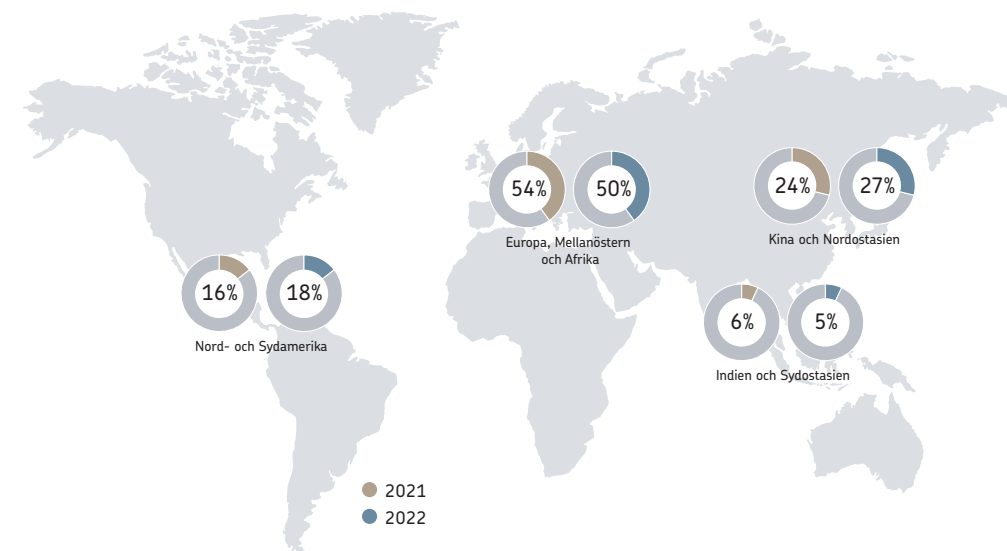 54%
50%
Europa, Mellanöstern
och Afrika
24%
27%
Kina och Nordostasien
16%
18%
Nord- och Sydamerika
6%
5%
Indien och Sydostasien
2021
2022